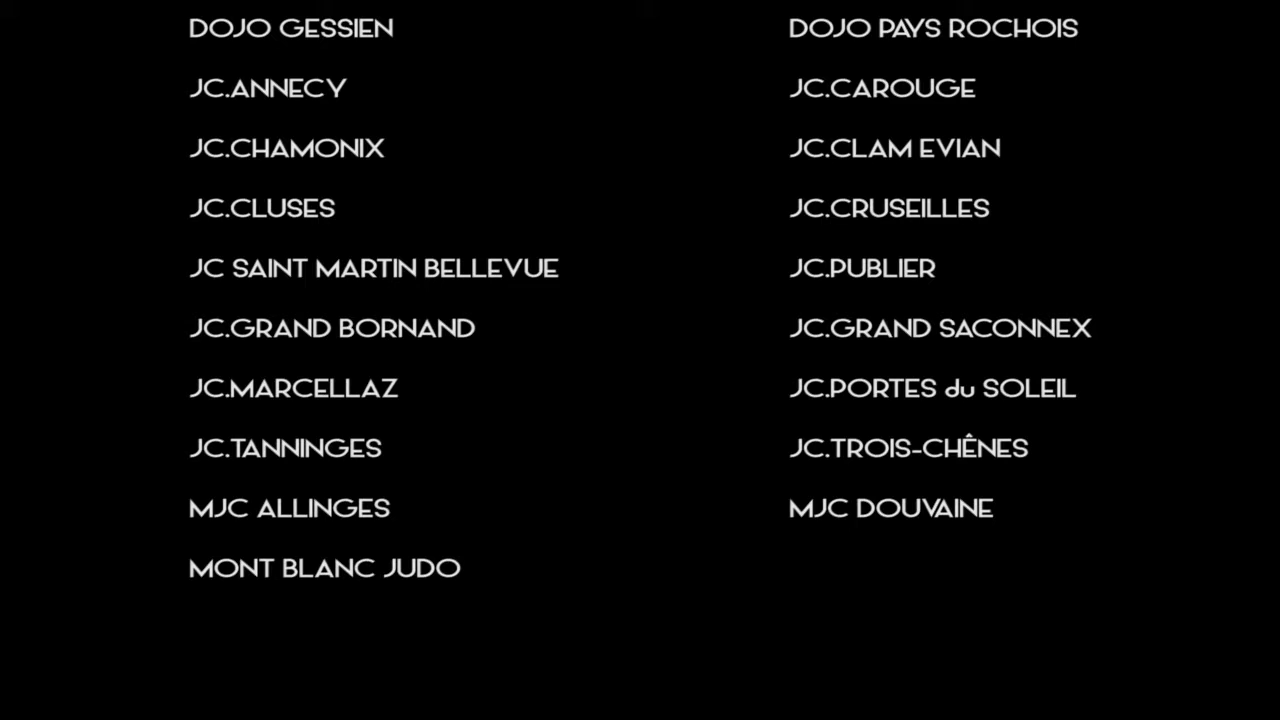 DOJO GESSIEN
DOJO PAYS ROCHOIS
JC.ANNECY
JC.CAROUGE
JC.CHAMONIX
JC.CLAM EVIAN
JC.CLUSES
JC.CRUSEILLES
JC SAINT MARTIN BELLEVUE
JC.PUBLIER
JC.GRAND BORNAND
JC.GRAND SACONNEX
JC.MARCELLAZ
JC.PORTES du SOLEIL
JC.TANNINGES
JC.TROIS-CHÊNES
MJC ALLINGES
MJC DOUVAINE
MONT BLANC JUDO